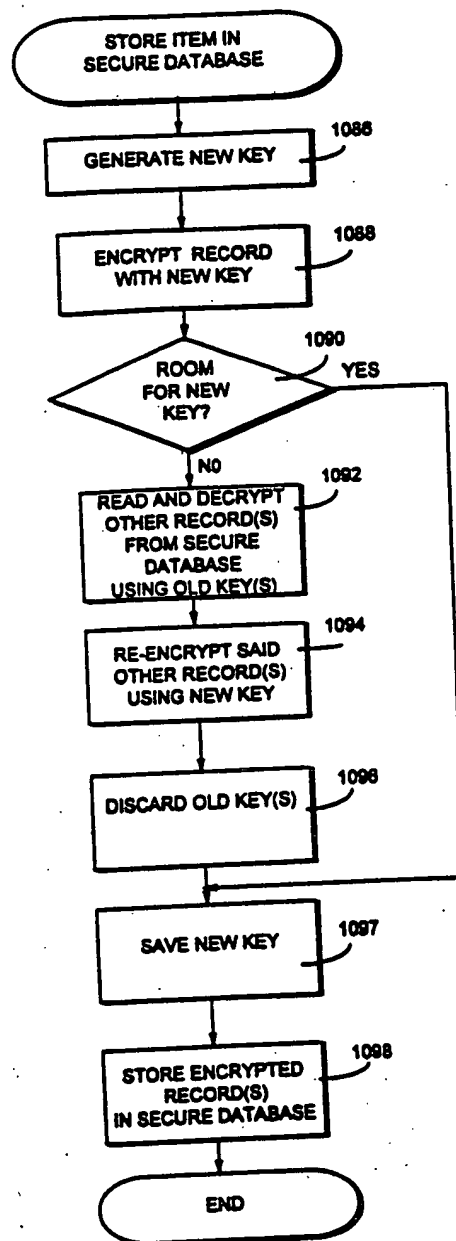 STORE ITEM IN
SECURE DATABASE
1086
GENERATE NEW KEY
1088
ENCRYPT RECORD
WITH NEW KEY
1090
ROOM
FOR NEW
KEY?
YES
NO
1092
READ AND DECRYPT
OTHER RECORD(S)
FROM SECURE
DATABASE
USING OLD KEY(S)
1094
RE-ENCRYPT SAID
OTHER RECORD(S)
USING NEW KEY
1096
DISCARD OLD KEY(S)
1097
SAVE NEW KEY
1098
STORE ENCRYPTED
RECORD(S)
IN SECURE DATABASE
END